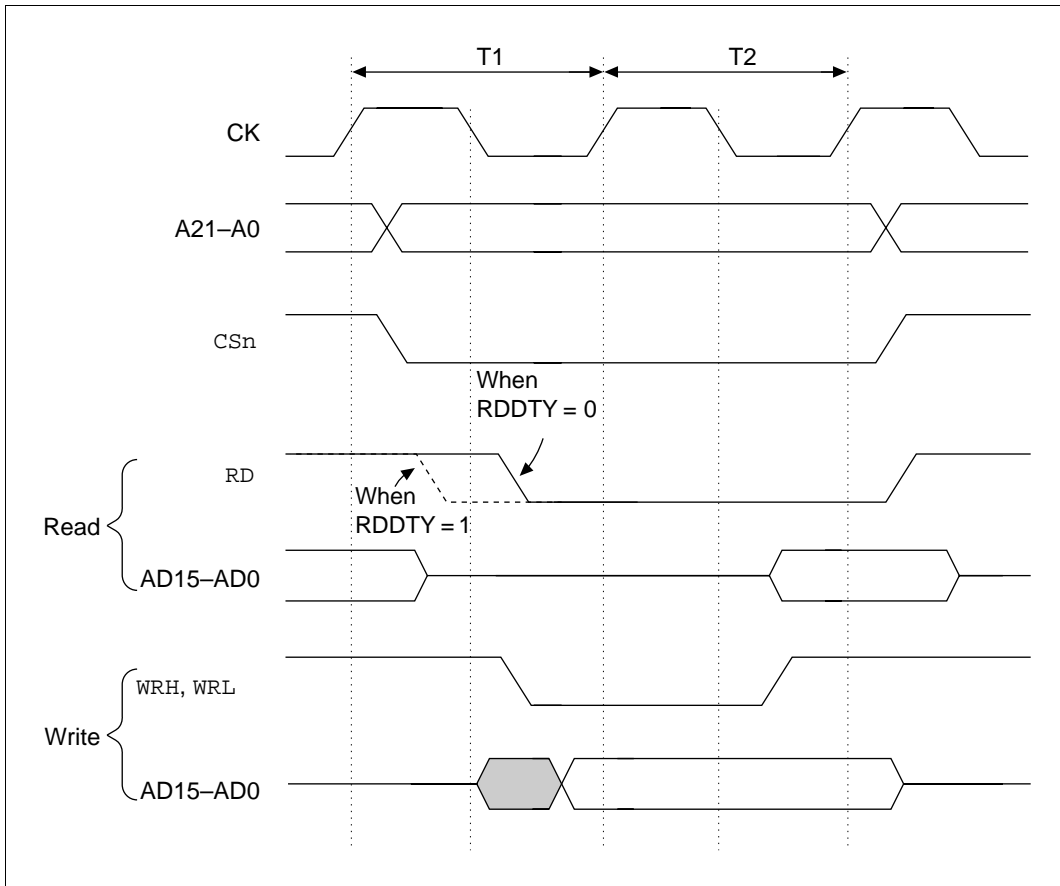 T1 T2
CK
A21–A0
CSn
When
RDDTY = 0
RD
When
RDDTY = 1
Read
AD15–AD0
WRH, WRL
Write
AD15–AD0